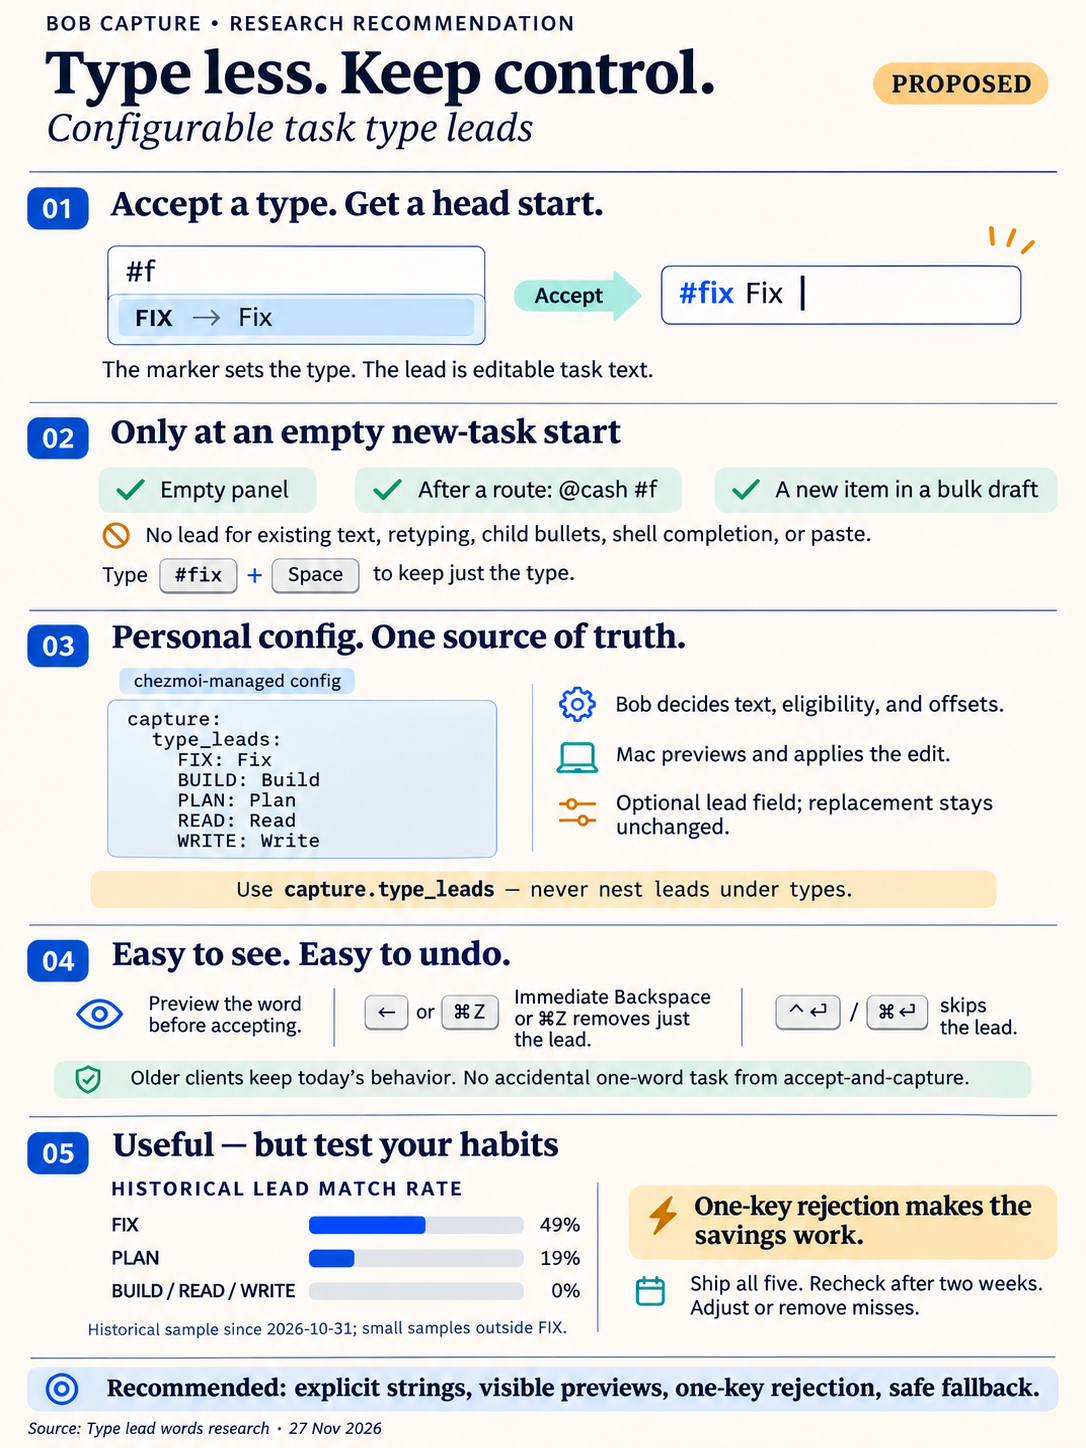 BOB CAPTURE • RESEARCH RECOMMENDATION
Type less. Keep control.
PROPOSED
Configurable task type leads
01
Accept a type. Get a head start.
#f
FIX → Fix
Accept
#fix Fix
The marker sets the type. The lead is editable task text.
02
Only at an empty new-task start
Empty panel
After a route: @cash #f
A new item in a bulk draft
No lead for existing text, retyping, child bullets, shell completion, or paste.
Type #fix + Space to keep just the type.
03
Personal config. One source of truth.
chezmoi-managed config
capture:
type_leads:
FIX: Fix
BUILD: Build
PLAN: Plan
READ: Read
WRITE: Write
Bob decides text, eligibility, and offsets.
Mac previews and applies the edit.
Optional lead field; replacement stays
unchanged.
Use capture.type_leads — never nest leads under types.
04
Easy to see. Easy to undo.
Preview the word
before accepting.
← or ⌘Z
Immediate Backspace
or ⌘Z removes just
the lead.
^⏎ / ⌘⏎
skips
the lead.
Older clients keep today's behavior. No accidental one-word task from accept-and-capture.
05
Useful — but test your habits
HISTORICAL LEAD MATCH RATE
FIX 49%
PLAN 19%
BUILD / READ / WRITE 0%
Historical sample since 2026-10-31; small samples outside FIX.
One-key rejection makes the
savings work.
Ship all five. Recheck after two weeks.
Adjust or remove misses.
Recommended: explicit strings, visible previews, one-key rejection, safe fallback.
Source: Type lead words research • 27 Nov 2026